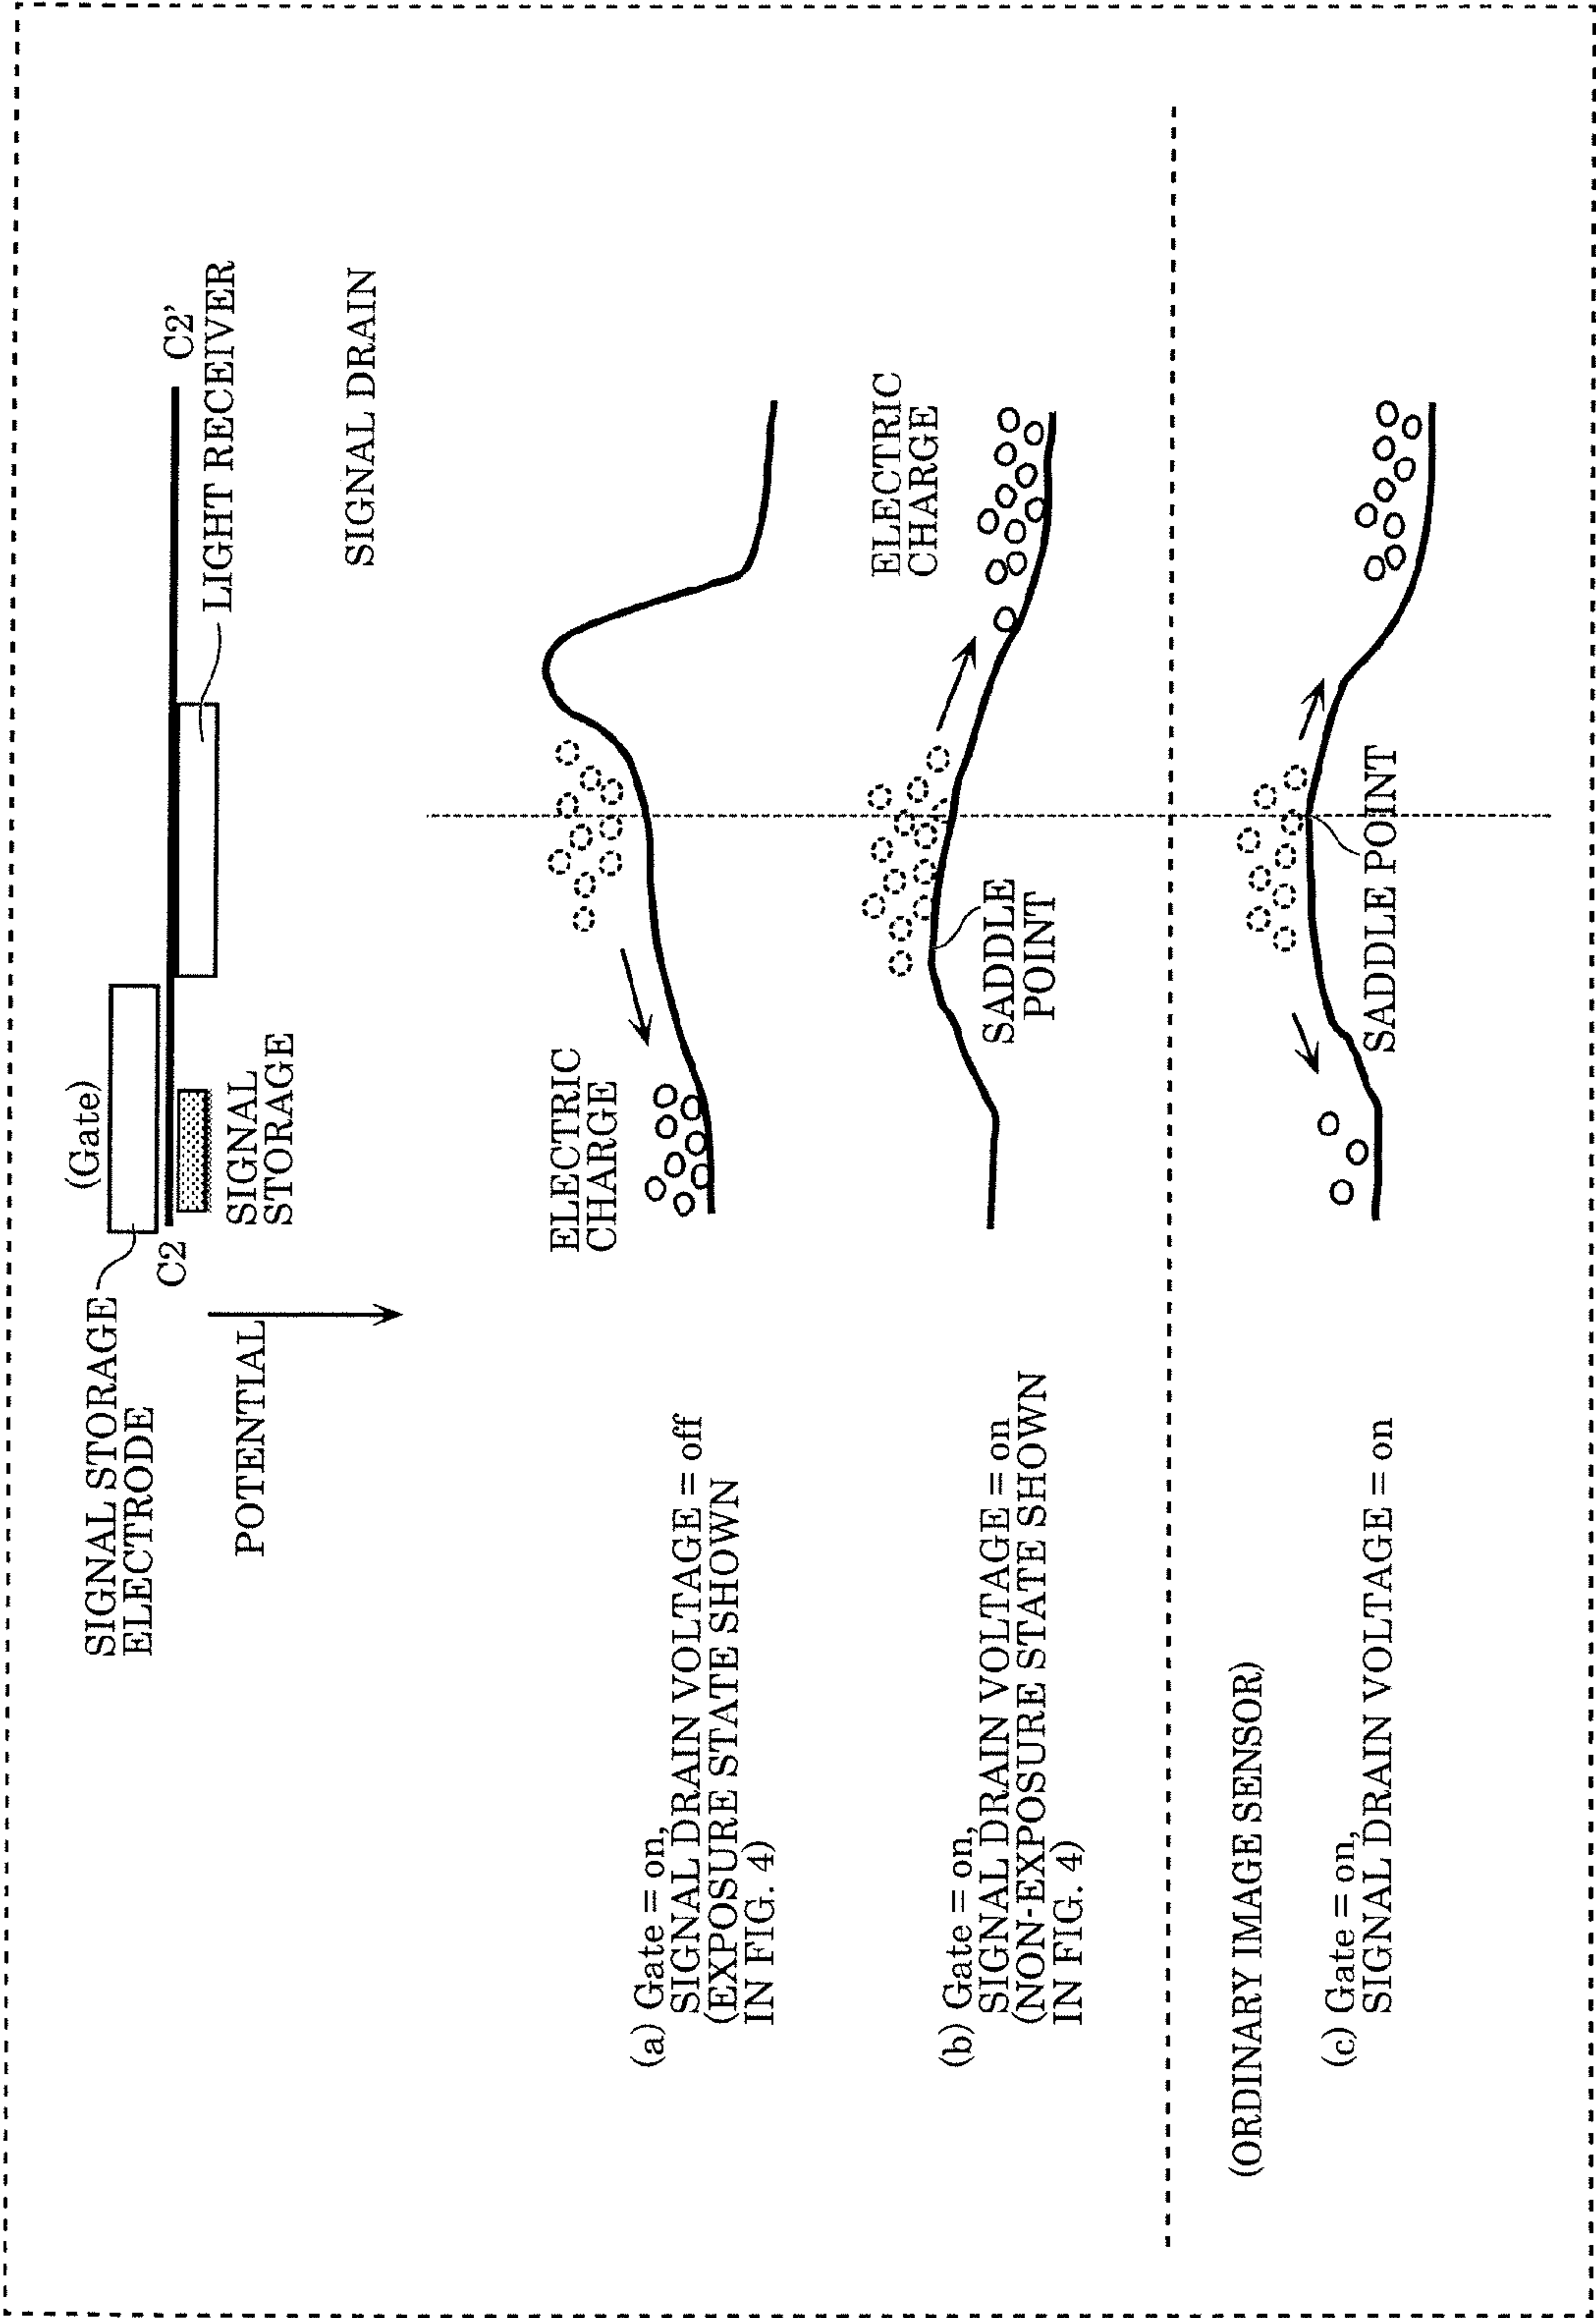 SIGNAL STORAGE
ELECTRODE
(Gate)
C2
C2'
SIGNAL
STORAGE
LIGHT RECEIVER
POTENTIAL
SIGNAL DRAIN
(a) Gate = on,
SIGNAL DRAIN VOLTAGE = off
(EXPOSURE STATE SHOWN
IN FIG. 4)
ELECTRIC
CHARGE
(b) Gate = on,
SIGNAL DRAIN VOLTAGE = on
(NON-EXPOSURE STATE SHOWN
IN FIG. 4)
SADDLE
POINT
ELECTRIC
CHARGE
(ORDINARY IMAGE SENSOR)
(c) Gate = on,
SIGNAL DRAIN VOLTAGE = on
SADDLE POINT